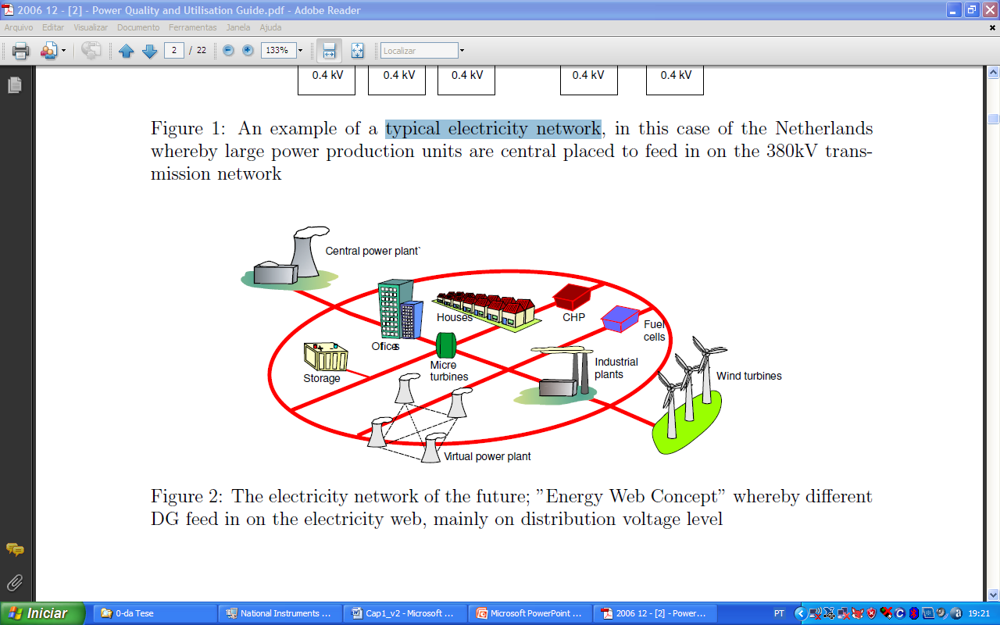 2006 12 - [2] - Power Quality and Utilisation Guide.pdf - Adobe Reader
Arquivo Editar Visualizar Documento Ferramentas Janela Ajuda
2 / 22 133% Localizar
0.4 kV 0.4 kV 0.4 kV 0.4 kV 0.4 kV
Figure 1: An example of a typical electricity network, in this case of the Netherlands
whereby large power production units are central placed to feed in on the 380kV trans-
mission network
Central power plant`
Houses
CHP
Fuel
cells
Offices
Micre
turbines
Industrial
plants
Storage
Wind turbines
Virtual power plant
Figure 2: The electricity network of the future; ”Energy Web Concept” whereby different
DG feed in on the electricity web, mainly on distribution voltage level
Iniciar 0-da Tese National Instruments ... Cap1_v2 - Microsoft ... Microsoft PowerPoint ... 2006 12 - [2] - Power... PT 19:21